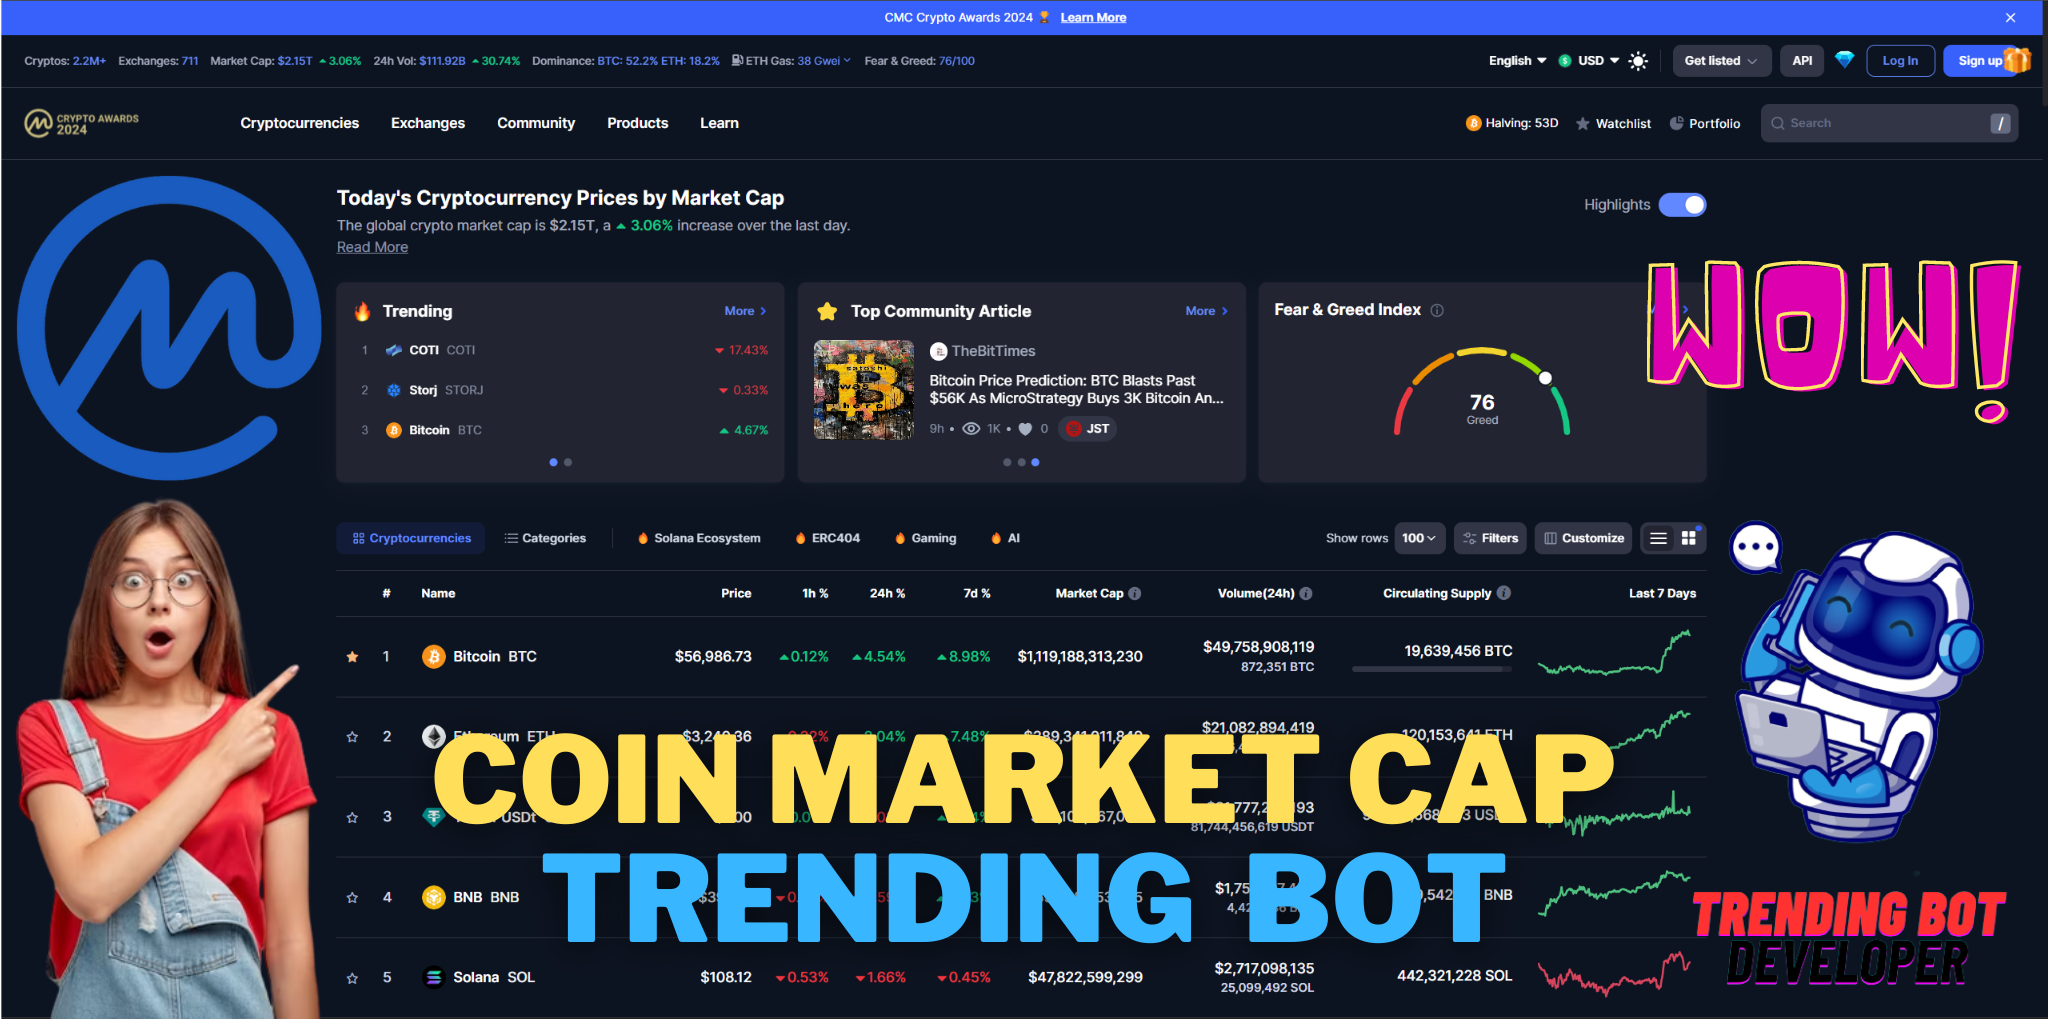 CMC Crypto Awards 2024 🏆 Learn More
Cryptos: 2.2M+ Exchanges: 711 Market Cap: $2.15T 3.06% 24h Vol: $111.92B 30.74% Dominance: BTC: 52.2% ETH: 18.2% ETH Gas: 38 Gwei Fear & Greed: 76/100
English USD Get listed API Log In Sign up
CRYPTO AWARDS
2024
Cryptocurrencies Exchanges Community Products Learn
Halving: 53D Watchlist Portfolio Search /
Today's Cryptocurrency Prices by Market Cap
The global crypto market cap is $2.15T, a 3.06% increase over the last day.
Read More
Highlights
WOW!
Trending More
1 COTI COTI 17.43%
2 Storj STORJ 0.33%
3 Bitcoin BTC 4.67%
Top Community Article More
TheBitTimes
Bitcoin Price Prediction: BTC Blasts Past
$56K As MicroStrategy Buys 3K Bitcoin An...
9h • 1K • 0 JST
Fear & Greed Index
76
Greed
Cryptocurrencies Categories Solana Ecosystem ERC404 Gaming AI
Show rows 100 Filters Customize
# Name Price 1h % 24h % 7d % Market Cap Volume(24h) Circulating Supply Last 7 Days
1 Bitcoin BTC $56,986.73 0.12% 4.54% 8.98% $1,119,188,313,230 $49,758,908,119 19,639,456 BTC
872,351 BTC
2 7.48% $21,082,894,419
3
81,744,456,619 USDT
COIN MARKET CAP
4 BNB BNB BNB
TRENDING BOT
5 Solana SOL $108.12 0.53% 1.66% 0.45% $47,822,599,299 $2,717,098,135 442,321,228 SOL
25,099,492 SOL
TRENDING BOT
DEVELOPER